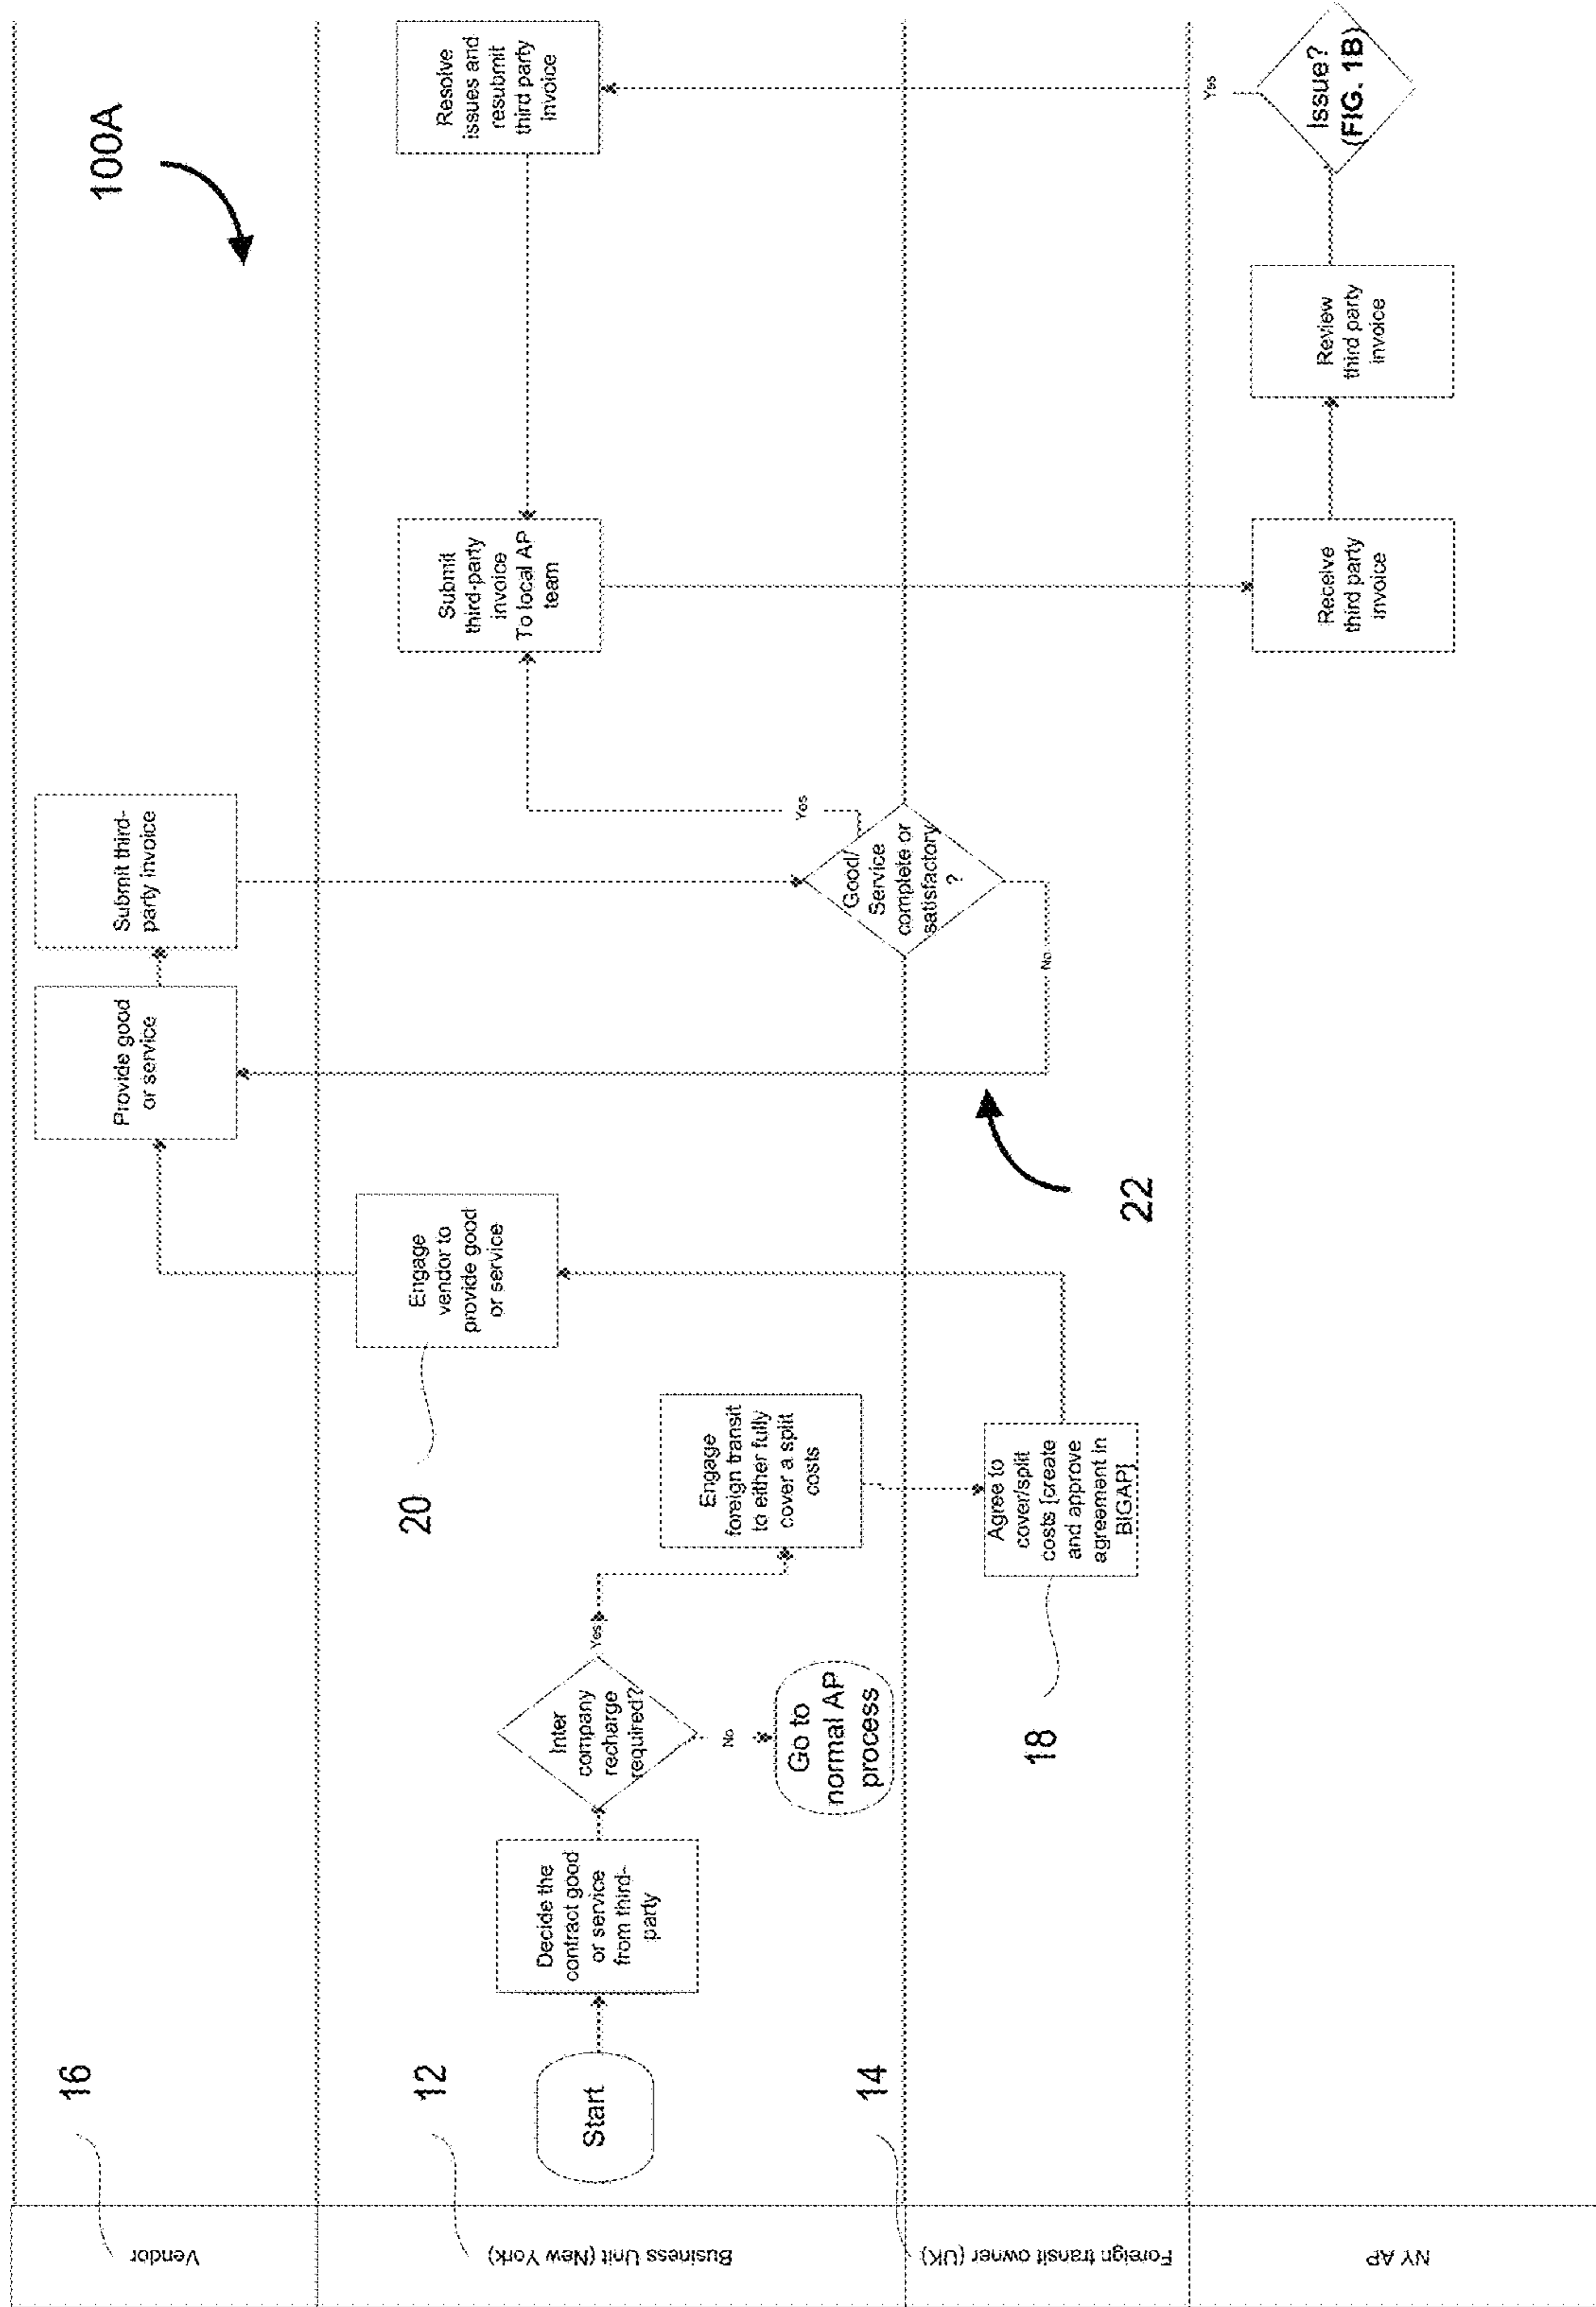 100A
16
Vendor
Provide good
or service
Submit third-
party invoice
12
Business Unit (New York)
Start
Decide the
contract good
or service
from third-
party
Inter
company
recharge
required?
Yes
No
Go to
normal AP
process
Engage
foreign transit
to either fully
cover a split
costs
20
Engage
vendor to
provide good
or service
Submit
third-party
invoice
To local AP
team
Resolve
issues and
resubmit
third party
invoice
14
Foreign transit owner (UK)
18
Agree to
cover/split
costs [create
and approve
agreement in
BIGAP]
22
Good/
Service
complete or
satisfactory
?
Yes
No
NY AP
Receive
third party
invoice
Review
third party
invoice
Issue?
(FIG. 1B)
Yes